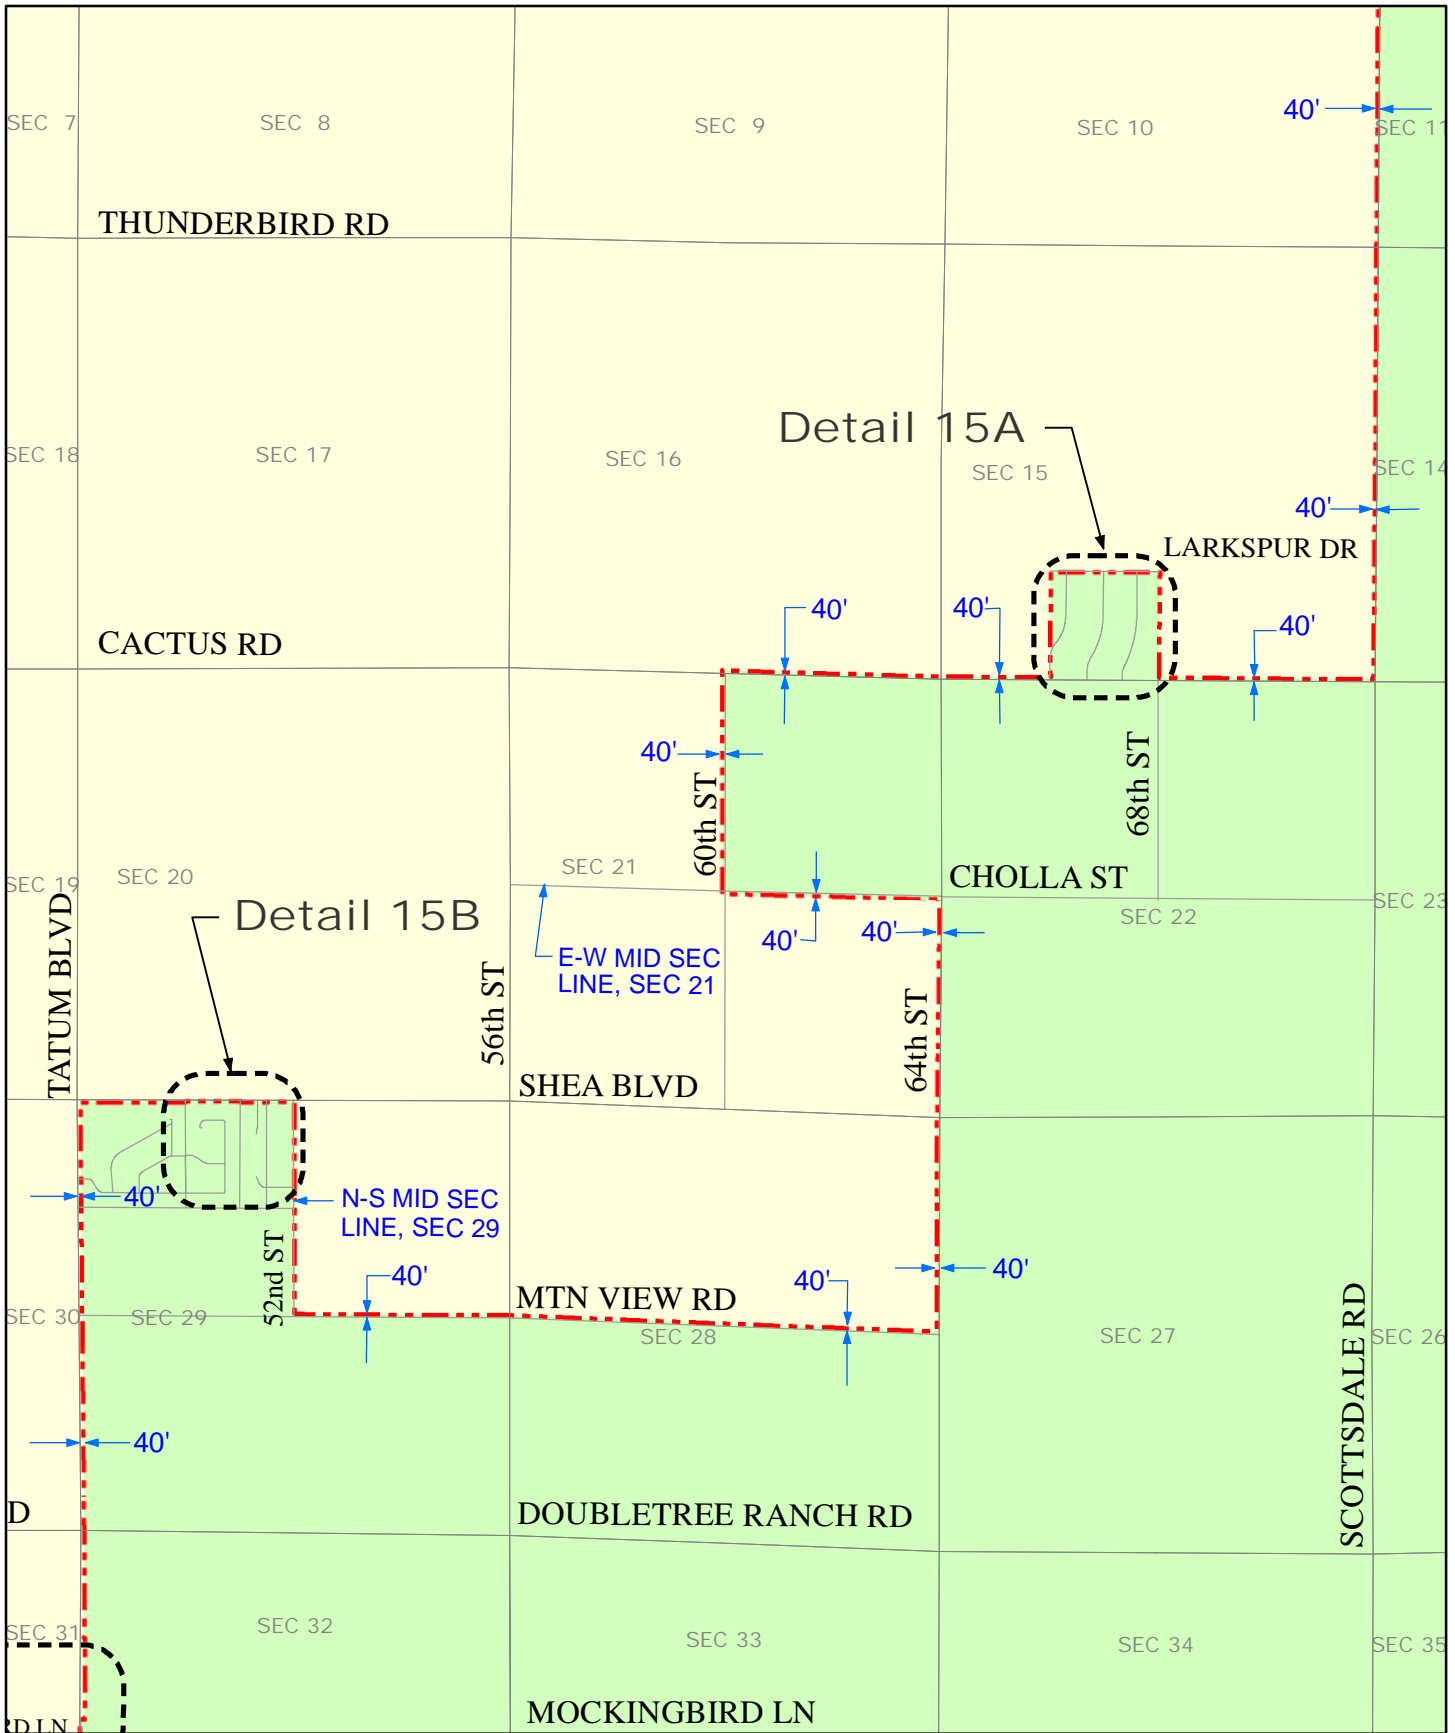 40'
SEC 7
SEC 8
SEC 9
SEC 10
SEC 11
THUNDERBIRD RD
Detail 15A
SEC 18
SEC 17
SEC 16
SEC 15
SEC 14
40'
LARKSPUR DR
40'
40'
40'
CACTUS RD
40'
60th ST
68th ST
SEC 21
CHOLLA ST
SEC 19
SEC 20
SEC 23
SEC 22
Detail 15B
TATUM BLVD
40'
40'
E-W MID SEC
LINE, SEC 21
56th ST
64th ST
SHEA BLVD
40'
N-S MID SEC
LINE, SEC 29
52nd ST
40'
40'
40'
MTN VIEW RD
SEC 30
SEC 29
SEC 28
SEC 27
SEC 26
SCOTTSDALE RD
40'
D
DOUBLETREE RANCH RD
SEC 31
SEC 32
SEC 33
SEC 34
SEC 35
MOCKINGBIRD LN
RD LN